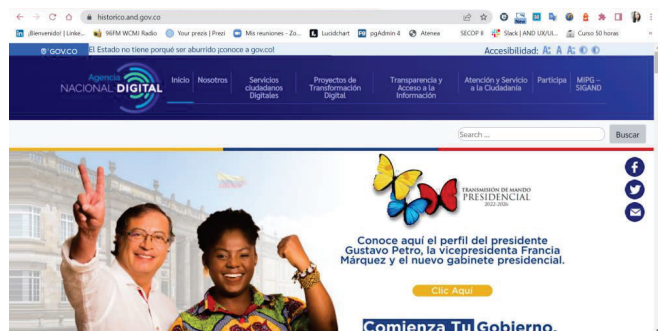 historico.and.gov.co
¡Bienvenido! | Linke... 96FM WCMJ Radio Your prezis | Prezi Mis reuniones - Zo... Lucidchart pgAdmin 4 Atenea SECOP II Slack | AND UX/UI... Curso 50 horas »
GOV.CO El Estado no tiene porqué ser aburrido ¡conoce a gov.co! Accesibilidad: A A A
Agencia
NACIONAL DIGITAL
Inicio Nosotros Servicios ciudadanos Digitales Proyectos de Transformación Digital Transparencia y Acceso a la Información Atención y Servicio a la Ciudadanía Participa MIPG – SIGAND
Search ... Buscar
TRANSMISIÓN DE MANDO
PRESIDENCIAL
2022, 2026
Conoce aquí el perfil del presidente
Gustavo Petro, la vicepresidenta Francia
Márquez y el nuevo gabinete presidencial.
Clic Aquí
Comienza Tu Gobierno.